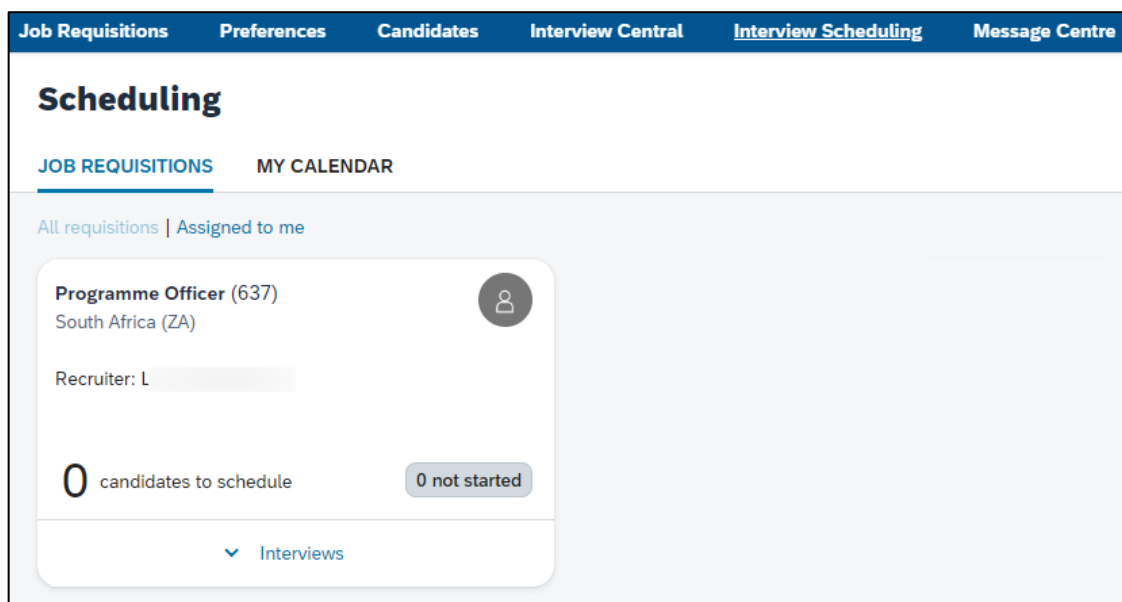 Job Requisitions Preferences Candidates Interview Central Interview Scheduling Message Centre
Scheduling
JOB REQUISITIONS MY CALENDAR
All requisitions | Assigned to me
Programme Officer (637)
South Africa (ZA)
Recruiter: L
0 candidates to schedule 0 not started
Interviews